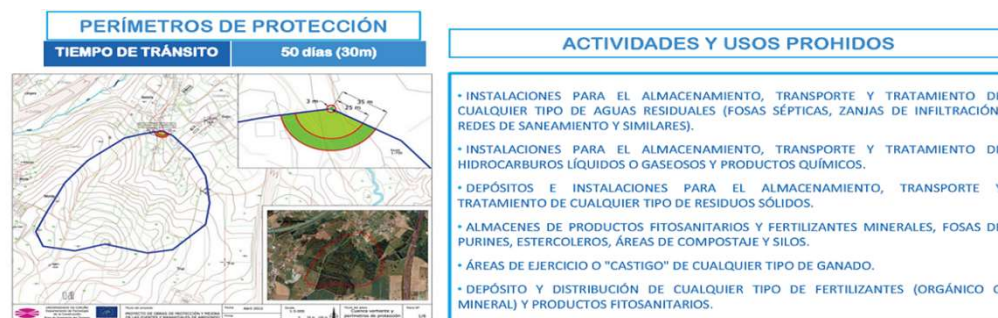 PERÍMETROS DE PROTECCIÓN
TIEMPO DE TRÁNSITO 50 días (30m)
3 m
35 m
25 m
ACTIVIDADES Y USOS PROHIDOS
• INSTALACIONES PARA EL ALMACENAMIENTO, TRANSPORTE Y TRATAMIENTO DE
CUALQUIER TIPO DE AGUAS RESIDUALES (FOSAS SÉPTICAS, ZANJAS DE INFILTRACIÓN
REDES DE SANEAMIENTO Y SIMILARES).
• INSTALACIONES PARA EL ALMACENAMIENTO, TRANSPORTE Y TRATAMIENTO DE
HIDROCARBUROS LÍQUIDOS O GASEOSOS Y PRODUCTOS QUÍMICOS.
• DEPÓSITOS E INSTALACIONES PARA EL ALMACENAMIENTO, TRANSPORTE Y
TRATAMIENTO DE CUALQUIER TIPO DE RESIDUOS SÓLIDOS.
• ALMACENES DE PRODUCTOS FITOSANITARIOS Y FERTILIZANTES MINERALES, FOSAS DE
PURINES, ESTERCOLEROS, ÁREAS DE COMPOSTAJE Y SILOS.
• ÁREAS DE EJERCICIO O "CASTIGO" DE CUALQUIER TIPO DE GANADO.
• DEPÓSITO Y DISTRIBUCIÓN DE CUALQUIER TIPO DE FERTILIZANTES (ORGÁNICO O
MINERAL) Y PRODUCTOS FITOSANITARIOS.